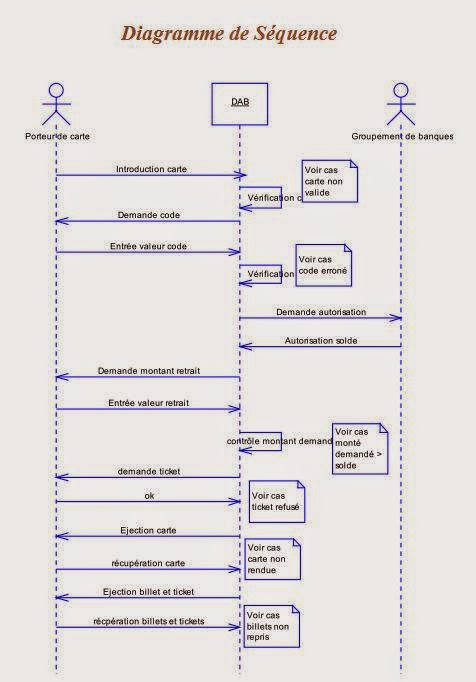 Diagramme de Séquence
DAB
Porteur de carte
Groupement de banques
Introduction carte
Voir cas
carte non
valide
Vérification c
Demande code
Entrée valeur code
Voir cas
code erroné
Vérification
Demande autorisation
Autorisation solde
Demande montant retrait
Entrée valeur retrait
Voir cas
monté
demandé >
solde
contrôle montant demand
demande ticket
ok
Voir cas
ticket refusé
Ejection carte
Voir cas
carte non
rendue
récupération carte
Ejection billet et ticket
Voir cas
billets non
repris
récpération billets et tickets